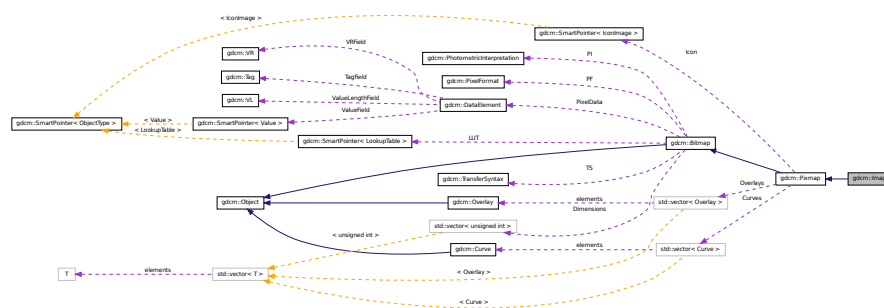 < IconImage >
gdcm::SmartPointer< IconImage >
VRField
gdcm::VR
PI
Icon
gdcm::PhotometricInterpretation
Tagfield
PF
gdcm::Tag
gdcm::PixelFormat
ValueLengthField
gdcm::VL
PixelData
gdcm::DataElement
ValueField
< Value >
gdcm::SmartPointer< ObjectType >
gdcm::SmartPointer< Value >
< LookupTable >
LUT
gdcm::SmartPointer< LookupTable >
gdcm::Bitmap
TS
gdcm::TransferSyntax
gdcm::Pixmap
Overlays
elements
Curves
gdcm::Object
gdcm::Overlay
std::vector< Overlay >
Dimensions
std::vector< unsigned int >
< unsigned int >
elements
gdcm::Curve
std::vector< Curve >
elements
< Overlay >
T
std::vector< T >
< Curve >